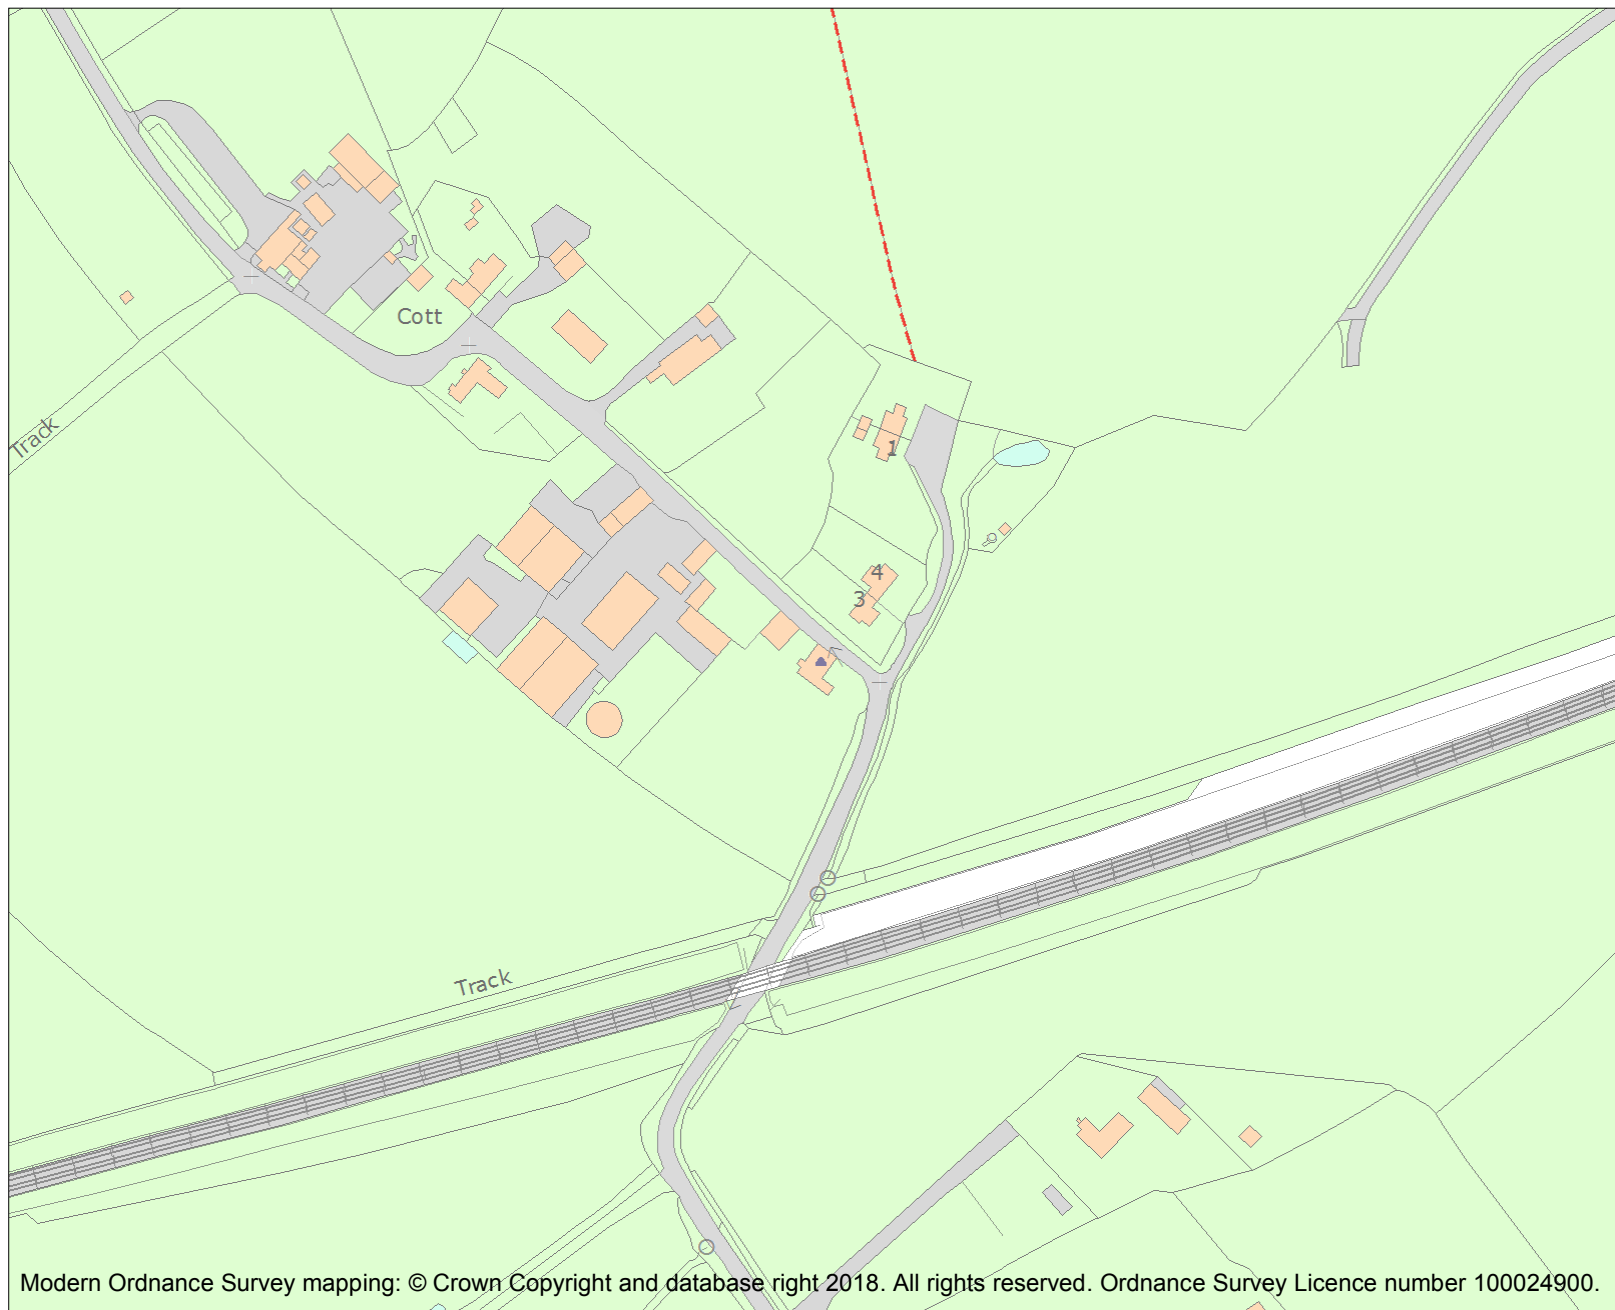 Cott
Track
1
4
3
Track
Modern Ordnance Survey mapping: © Crown Copyright and database right 2018. All rights reserved. Ordnance Survey Licence number 100024900.